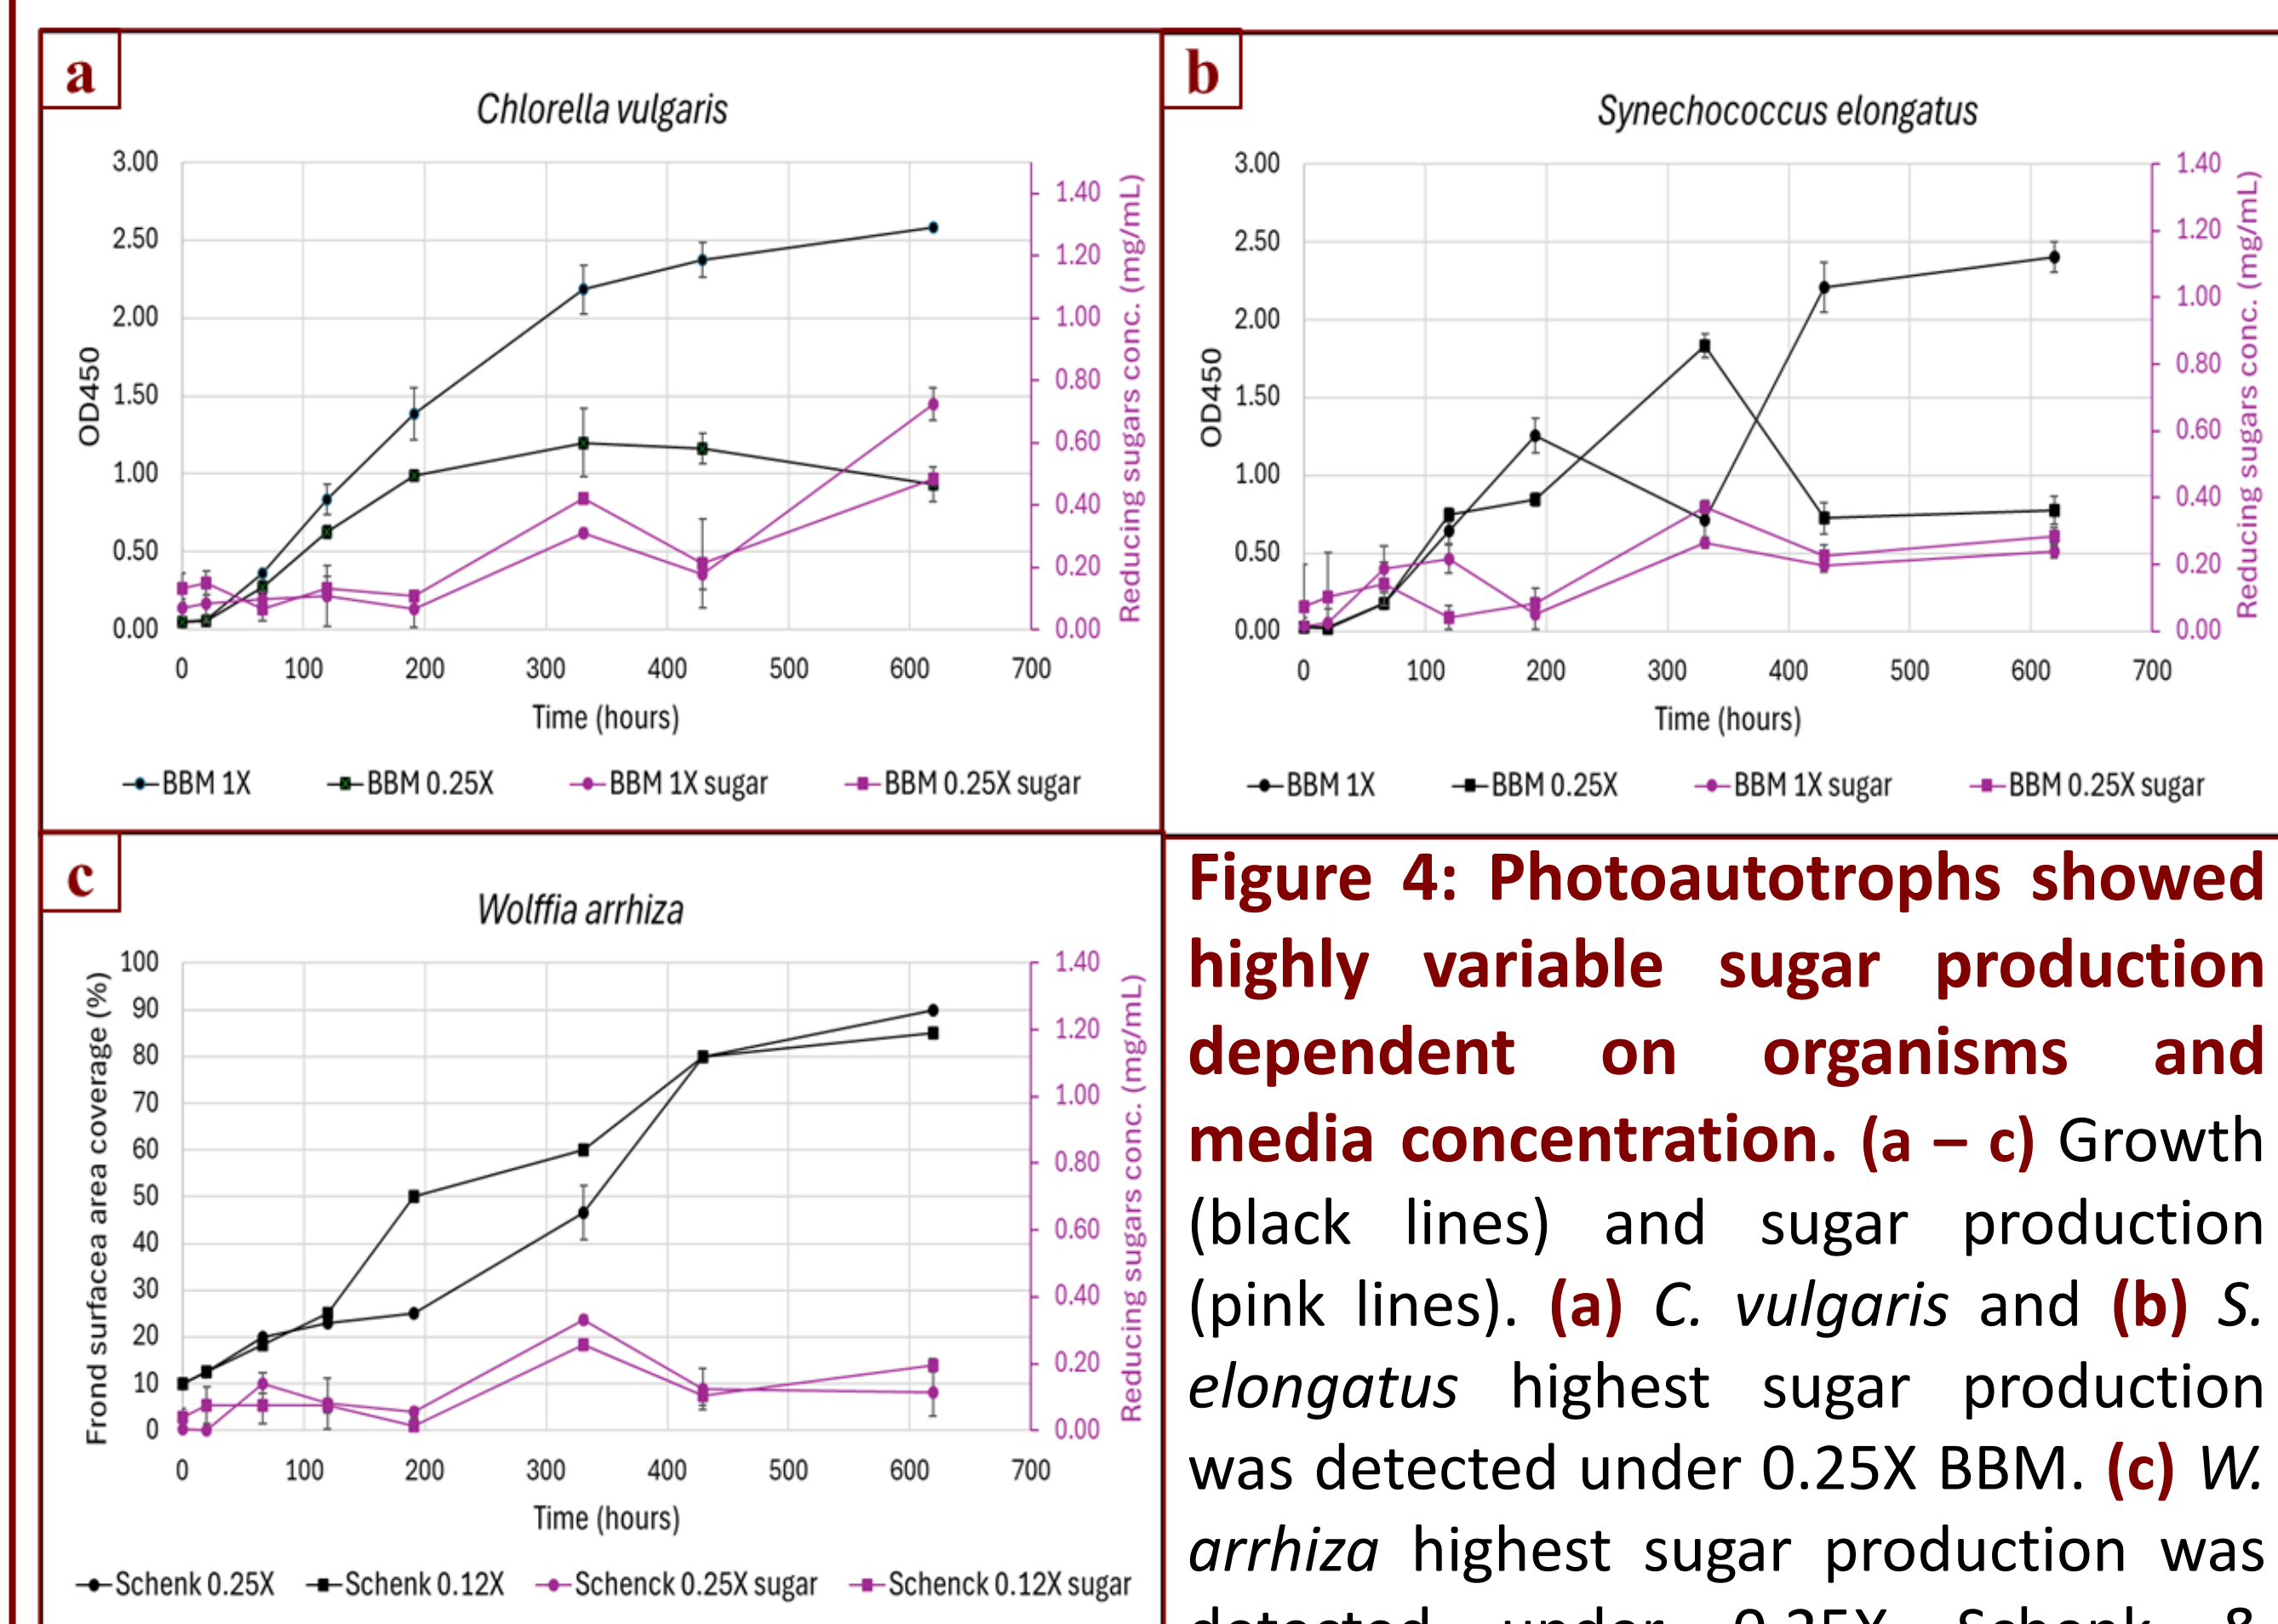 a
Chlorella vulgaris
3.00
2.50
2.00
1.50
1.00
0.50
0.00
OD450
1.40
1.20
1.00
0.80
0.60
0.40
0.20
0.00
Reducing sugars conc. (mg/mL)
0 100 200 300 400 500 600 700
Time (hours)
BBM 1X BBM 0.25X BBM 1X sugar BBM 0.25X sugar
b
Synechococcus elongatus
3.00
2.50
2.00
1.50
1.00
0.50
0.00
OD450
1.40
1.20
1.00
0.80
0.60
0.40
0.20
0.00
Reducing sugars conc. (mg/mL)
0 100 200 300 400 500 600 700
Time (hours)
BBM 1X BBM 0.25X BBM 1X sugar BBM 0.25X sugar
c
Wolffia arrhiza
100
90
80
70
60
50
40
30
20
10
0
Frond surfacea area coverage (%)
1.40
1.20
1.00
0.80
0.60
0.40
0.20
0.00
Reducing sugars conc. (mg/mL)
0 100 200 300 400 500 600 700
Time (hours)
Schenk 0.25X Schenk 0.12X Schenck 0.25X sugar Schenck 0.12X sugar
Figure 4: Photoautotrophs showed
highly variable sugar production
dependent on organisms and
media concentration. (a – c) Growth
(black lines) and sugar production
(pink lines). (a) C. vulgaris and (b) S.
elongatus highest sugar production
was detected under 0.25X BBM. (c) W.
arrhiza highest sugar production was
detected under 0.25X Schenk &